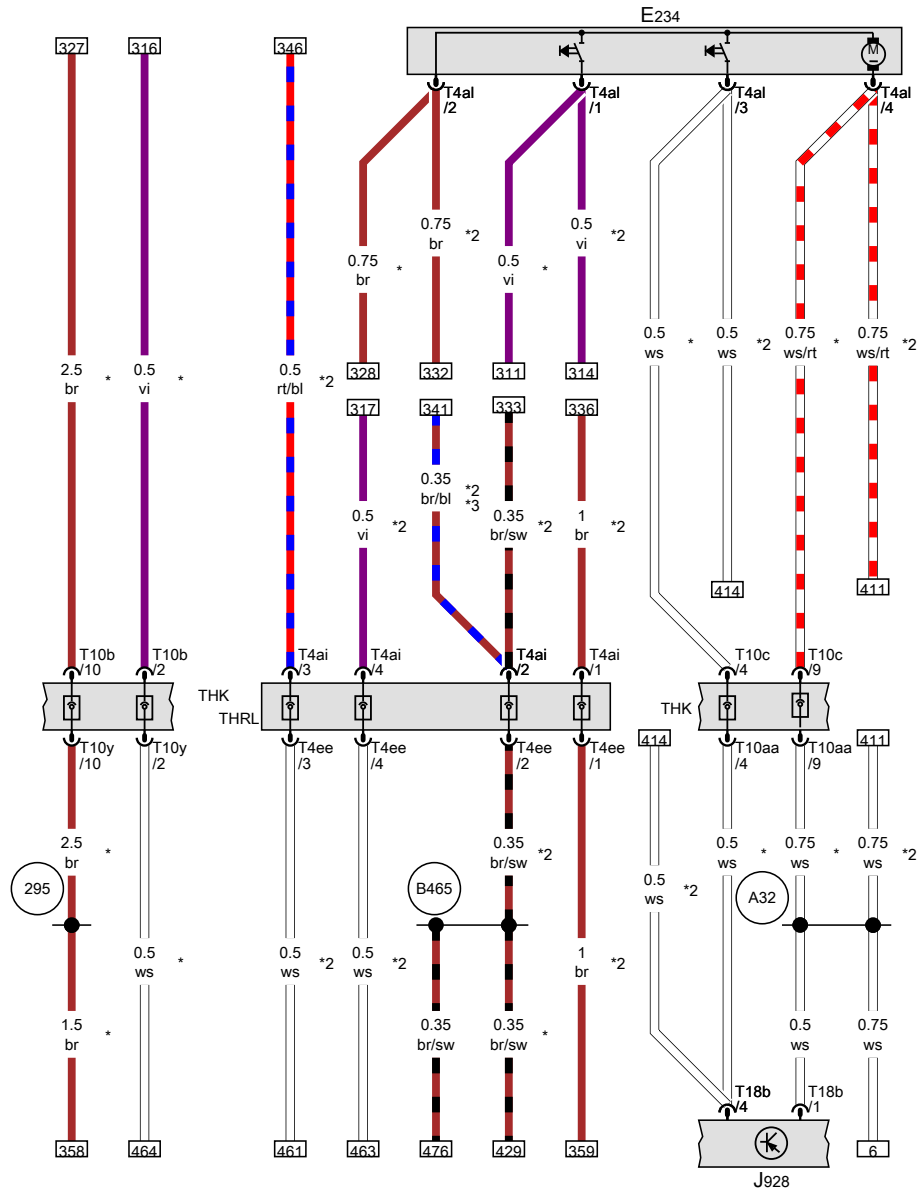 E234
327
316
346
M
T4al
/2
T4al
/1
T4al
/3
T4al
/4
0.75
br
*
0.75
br
*2
0.5
vi
*
0.5
vi
*2
2.5
br
*
0.5
vi
*
0.5
rt/bl
*2
328
332
311
314
0.5
ws
*
0.5
ws
*2
0.75
ws/rt
*
0.75
ws/rt
*2
317
341
333
336
0.35
br/bl
*2
*3
0.5
vi
*2
0.35
br/sw
*2
1
br
*2
414
411
T10b
/10
T10b
/2
T4ai
/3
T4ai
/4
T4ai
/2
T4ai
/1
T10c
/4
T10c
/9
THK
THRL
THK
T10y
/10
T10y
/2
T4ee
/3
T4ee
/4
T4ee
/2
T4ee
/1
414
T10aa
/4
T10aa
/9
411
2.5
br
*
0.35
br/sw
*2
0.5
ws
*2
0.5
ws
*
0.75
ws
*
0.75
ws
*2
295
B465
A32
0.5
ws
*
0.5
ws
*2
0.5
ws
*2
1
br
*2
1.5
br
*
0.35
br/sw
0.35
br/sw
*
0.5
ws
0.75
ws
T18b
/4
T18b
/1
358
464
461
463
476
429
359
6
J928